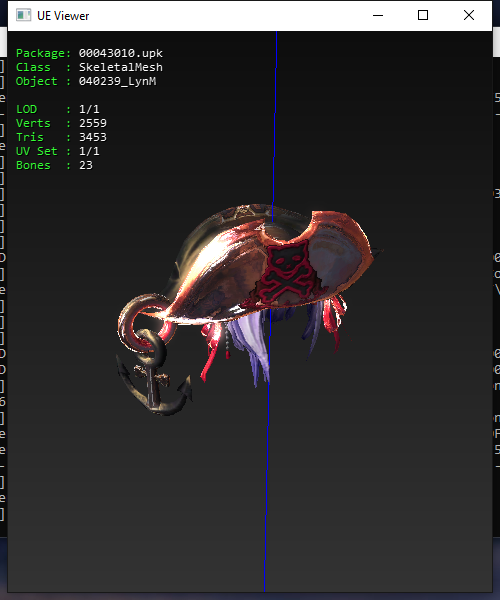 UE Viewer
Package: 00043010.upk
Class  : SkeletalMesh
Object : 040239_LynM
LOD    : 1/1
Verts  : 2559
Tris   : 3453
UV Set : 1/1
Bones  : 23